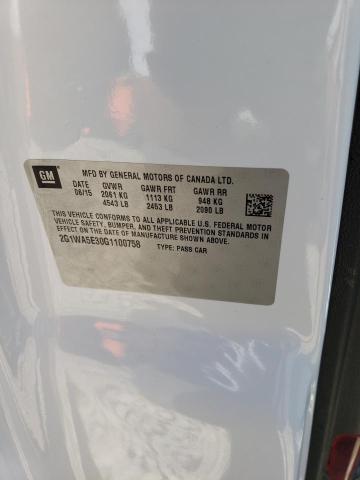 GM
MFD BY GENERAL MOTORS OF CANADA LTD.
DATE GVWR GAWR FRT GAWR RR
06/15 2061 KG 1113 KG 948 KG
4543 LB 2453 LB 2090 LB
THIS VEHICLE CONFORMS TO ALL APPLICABLE U.S. FEDERAL MOTOR
VEHICLE SAFETY, BUMPER, AND THEFT PREVENTION STANDARDS IN
EFFECT ON THE DATE OF MANUFACTURE SHOWN ABOVE.
2G1WA5E30G1100758 TYPE: PASS CAR